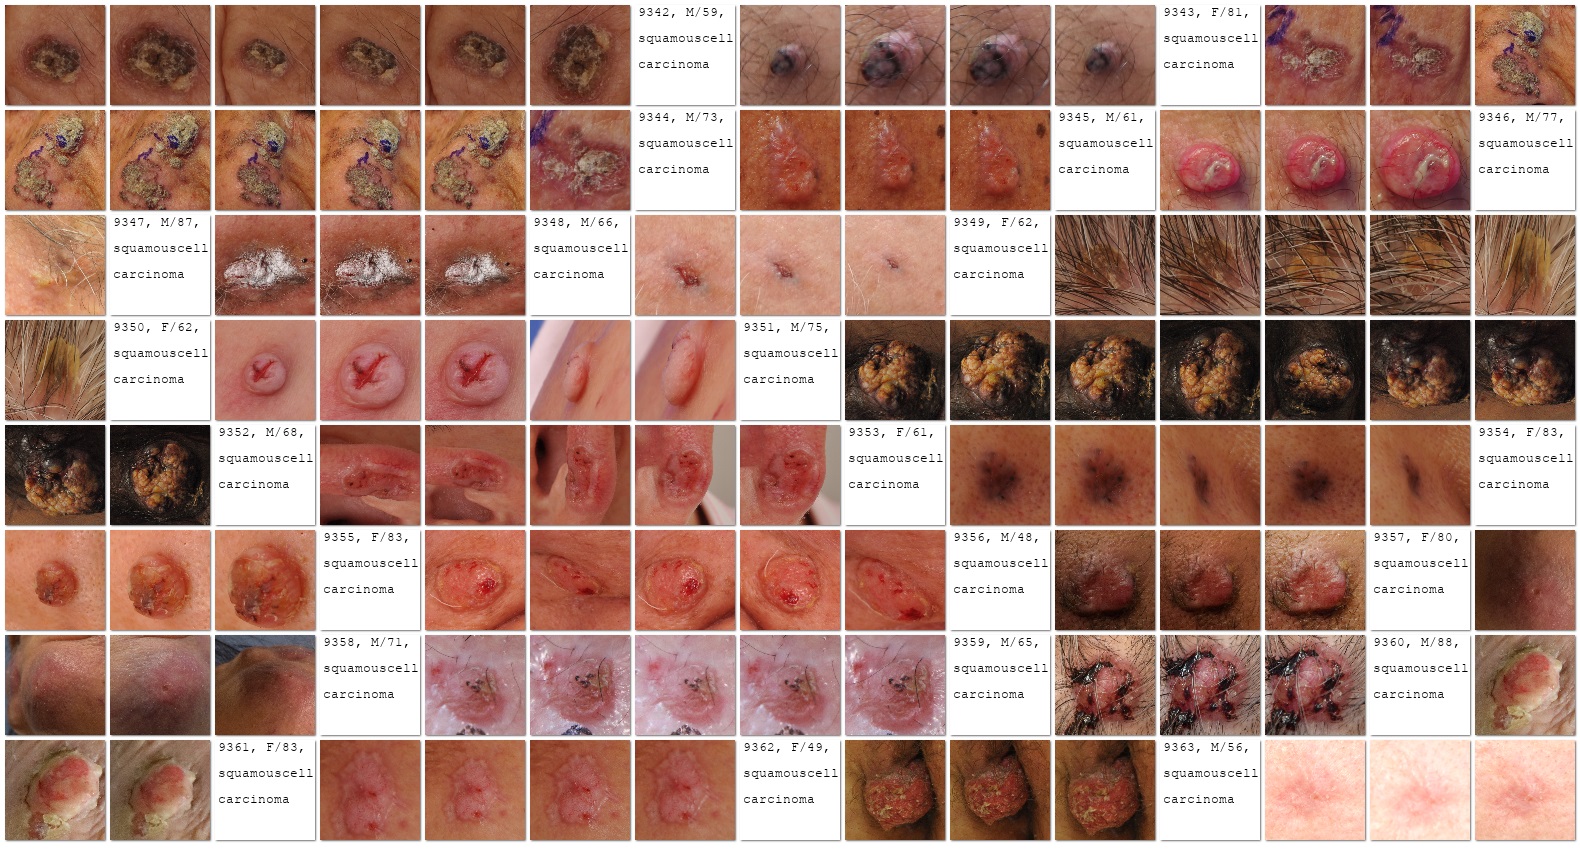 9342, M/59,
squamouscell
carcinoma
9343, F/81,
squamouscell
carcinoma
9344, M/73,
squamouscell
carcinoma
9345, M/61,
squamouscell
carcinoma
9346, M/77,
squamouscell
carcinoma
9347, M/87,
squamouscell
carcinoma
9348, M/66,
squamouscell
carcinoma
9349, F/62,
squamouscell
carcinoma
9350, F/62,
squamouscell
carcinoma
9351, M/75,
squamouscell
carcinoma
9352, M/68,
squamouscell
carcinoma
9353, F/61,
squamouscell
carcinoma
9354, F/83,
squamouscell
carcinoma
9355, F/83,
squamouscell
carcinoma
9356, M/48,
squamouscell
carcinoma
9357, F/80,
squamouscell
carcinoma
9358, M/71,
squamouscell
carcinoma
9359, M/65,
squamouscell
carcinoma
9360, M/88,
squamouscell
carcinoma
9361, F/83,
squamouscell
carcinoma
9362, F/49,
squamouscell
carcinoma
9363, M/56,
squamouscell
carcinoma